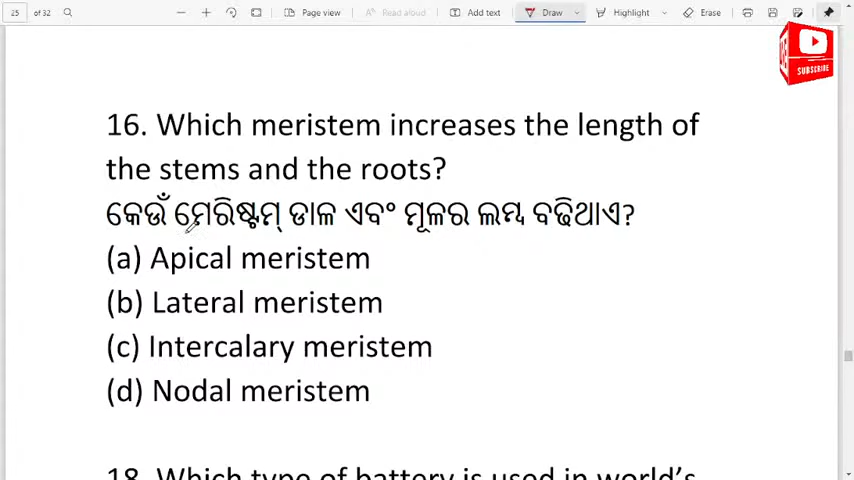 25 of 32 Page view Read aloud Add text Draw Highlight Erase
SUBSCRIBE
16. Which meristem increases the length of
the stems and the roots?
କେଉଁ ମେରିଷ୍ଟମ୍ ଡାଳ ଏବଂ ମୂଳର ଲମ୍ବ ବଢିଥାଏ?
(a) Apical meristem
(b) Lateral meristem
(c) Intercalary meristem
(d) Nodal meristem
18. Which type of battery is used in world's